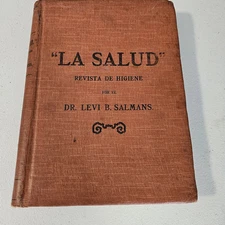 "LA SALUD"
REVISTA DE HIGIENE
POR EL
DR. LEVI B. SALMANS